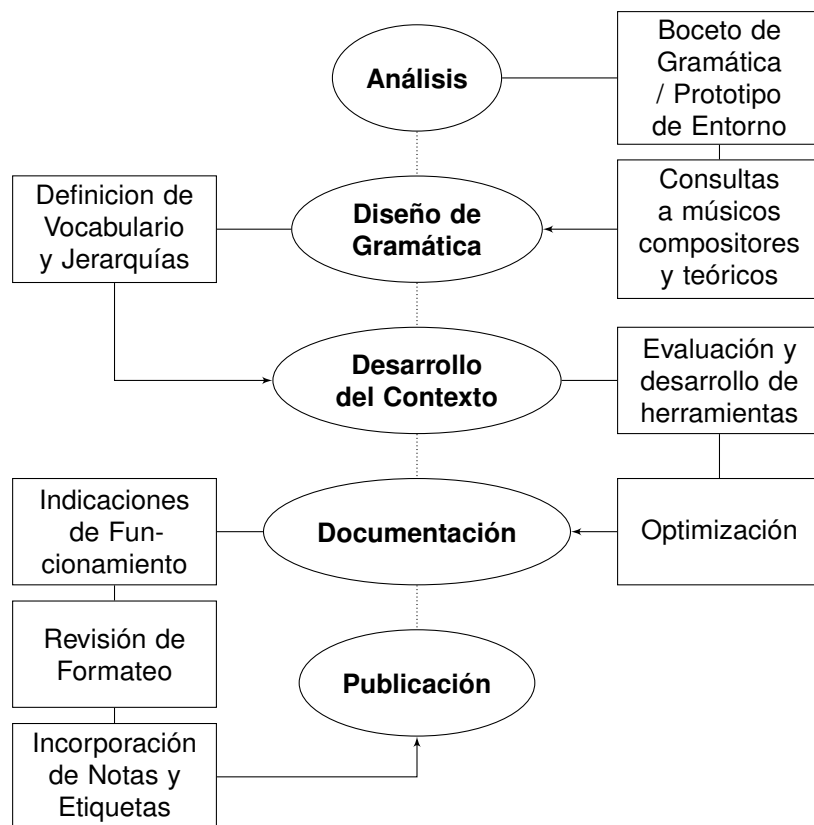 Análisis
Boceto de
Gramática
/ Prototipo
de Entorno
Definicion de
Vocabulario
y Jerarquías
Diseño de
Gramática
Consultas
a músicos
compositores
y teóricos
Desarrollo
del Contexto
Evaluación y
desarrollo de
herramientas
Indicaciones
de Fun-
cionamiento
Documentación
Optimización
Revisión de
Formateo
Publicación
Incorporación
de Notas y
Etiquetas